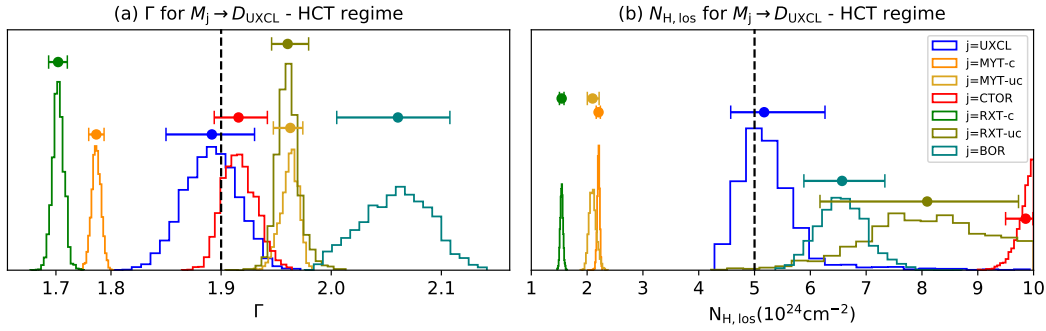 (a) Γ for M_j → D_UXCL - HCT regime
1.7 1.8 1.9 2.0 2.1
Γ
(b) N_H,los for M_j → D_UXCL - HCT regime
j=UXCL
j=MYT-c
j=MYT-uc
j=CTOR
j=RXT-c
j=RXT-uc
j=BOR
1 2 3 4 5 6 7 8 9 10
N_H,los(10^24cm^−2)